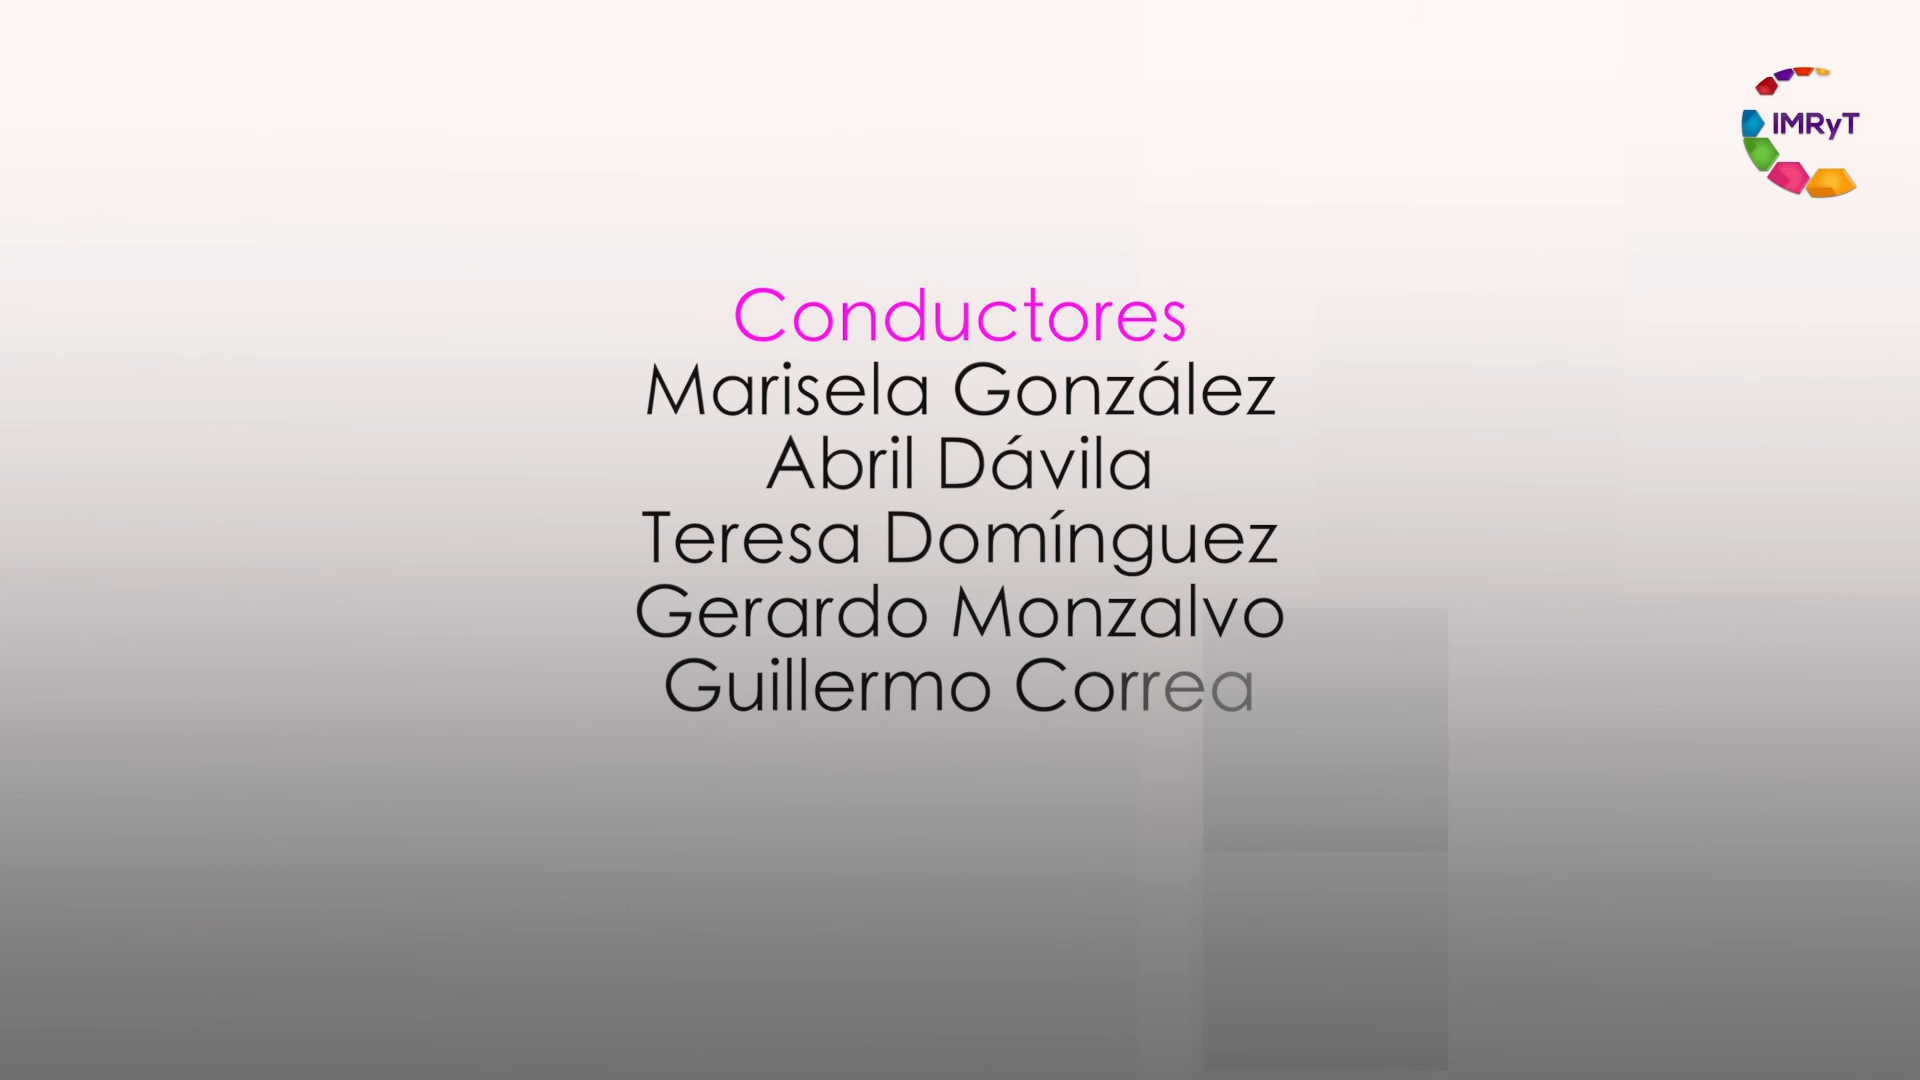 IMRyT
Conductores
Marisela González
Abril Dávila
Teresa Domínguez
Gerardo Monzalvo
Guillermo Correa